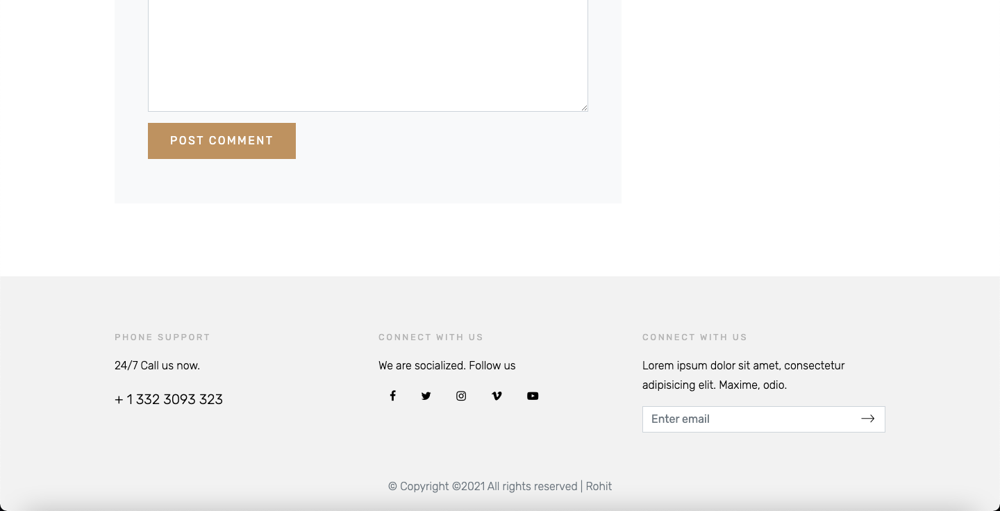 POST COMMENT
PHONE SUPPORT
24/7 Call us now.
+ 1 332 3093 323
CONNECT WITH US
We are socialized. Follow us
CONNECT WITH US
Lorem ipsum dolor sit amet, consectetur
adipisicing elit. Maxime, odio.
Enter email
© Copyright ©2021 All rights reserved | Rohit